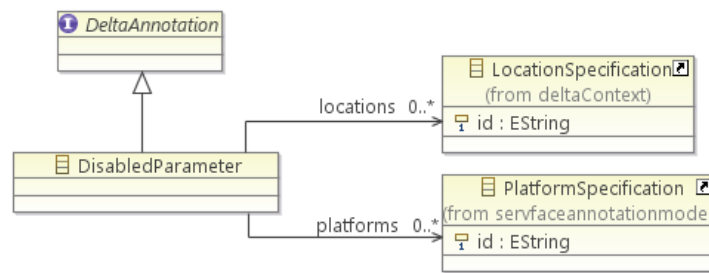 DeltaAnnotation
LocationSpecification
(from deltaContext)
locations 0..*
id : EString
DisabledParameter
PlatformSpecification
(from servfaceannotationmode
platforms 0..*
id : EString